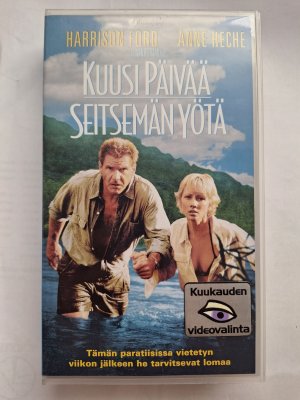 HARRISON FORD ANNE HECHE
KUUSI PÄIVÄÄ
SEITSEMÄN YÖTÄ
Kuukauden
videovalinta
Tämän paratiisissa vietetyn
viikon jälkeen he tarvitsevat lomaa